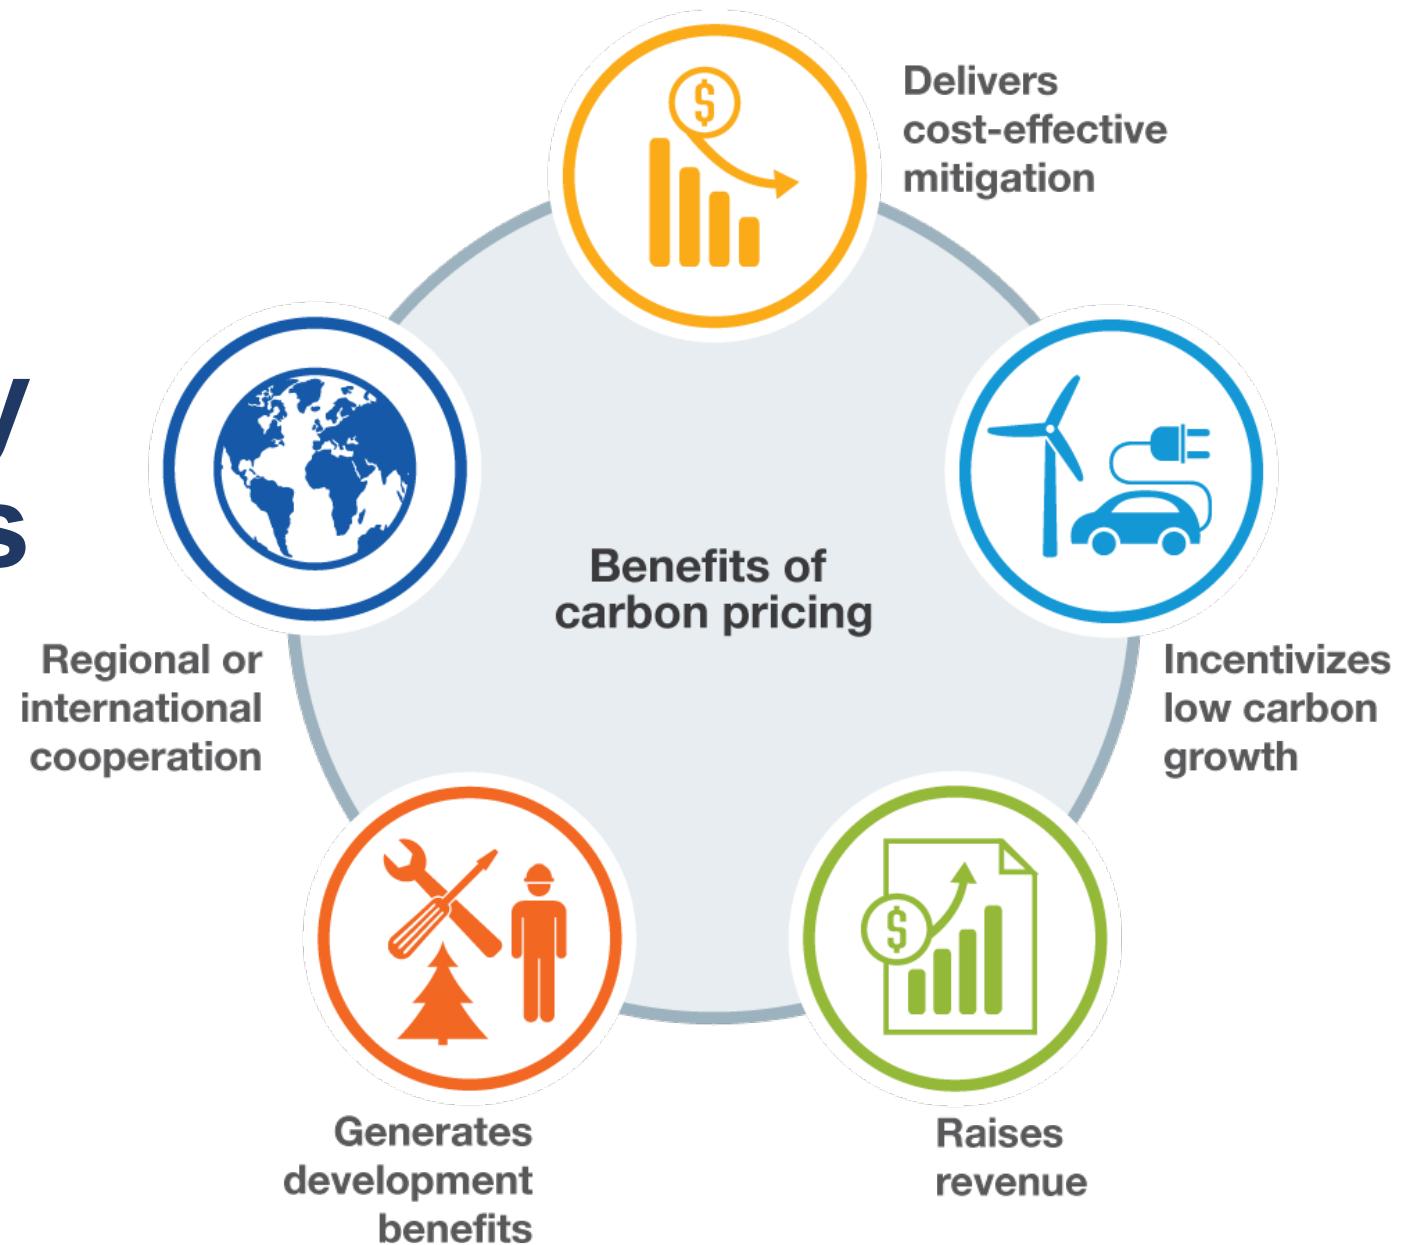 Delivers
cost-effective
mitigation
Benefits of
carbon pricing
Regional or
international
cooperation
Incentivizes
low carbon
growth
Generates
development
benefits
Raises
revenue
$
$